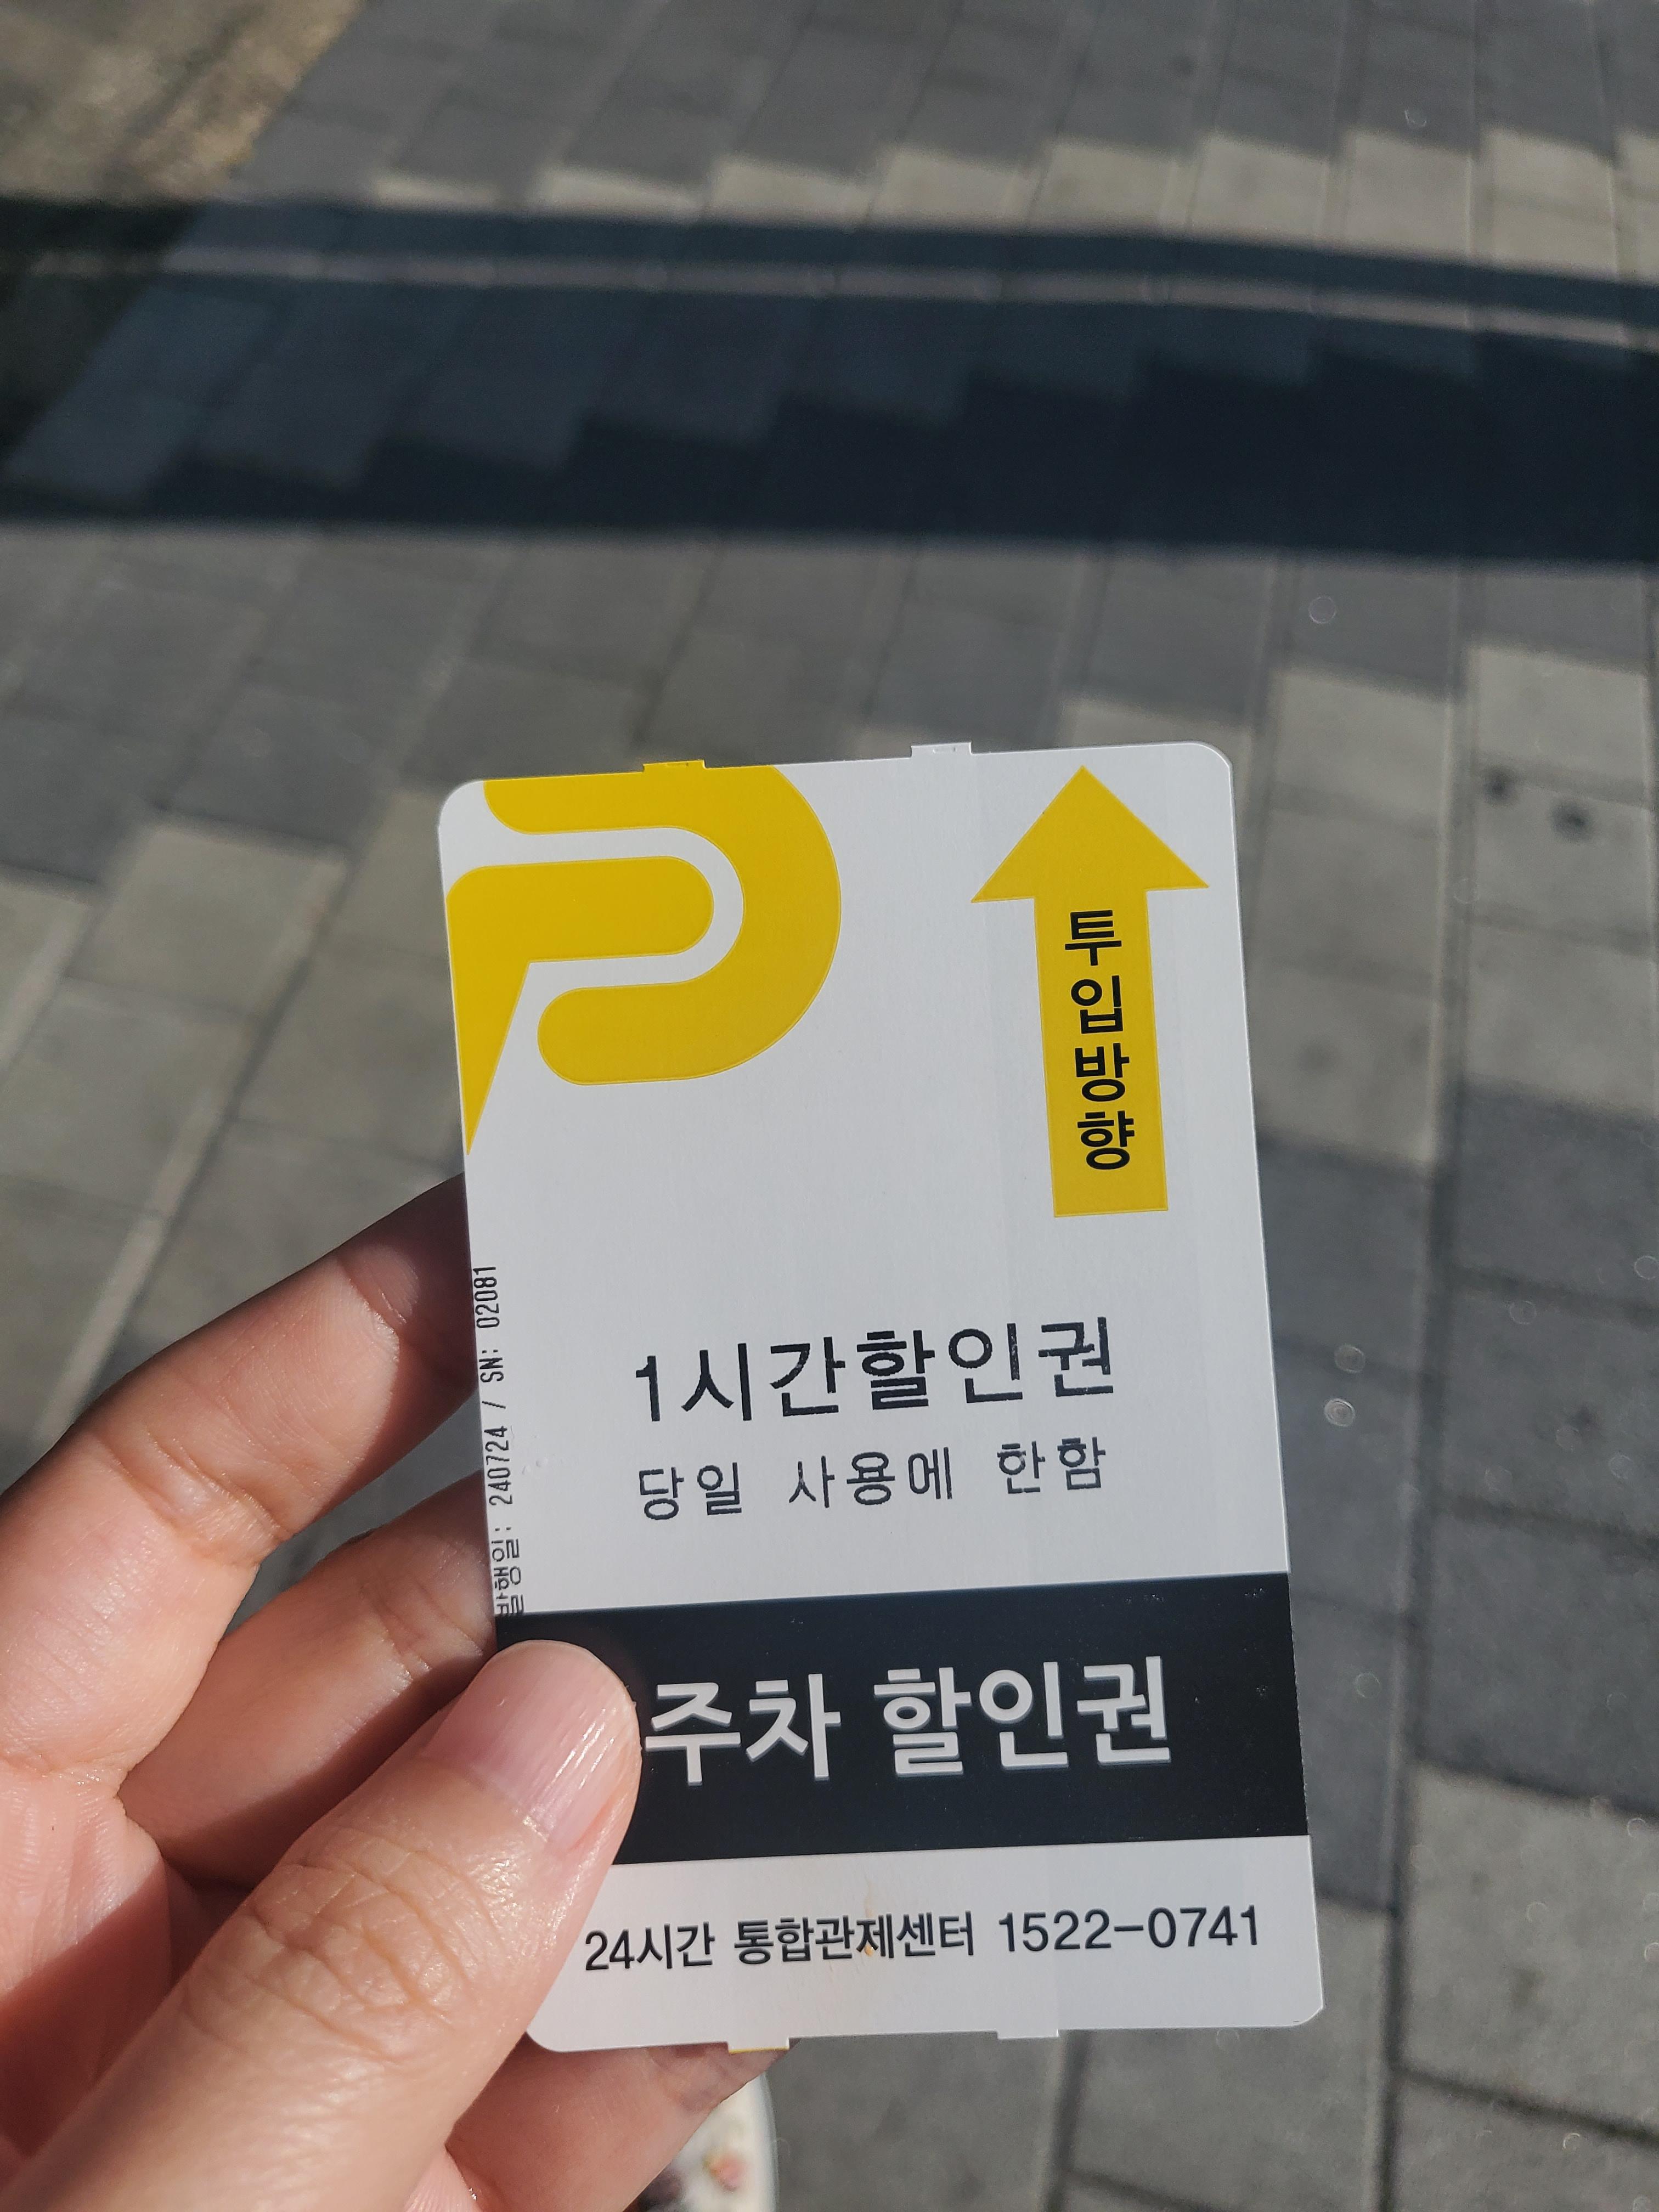 투입방향
1시간할인권
당일 사용에 한함
발행일: 240724 / SN: 02081
주차 할인권
24시간 통합관제센터 1522-0741